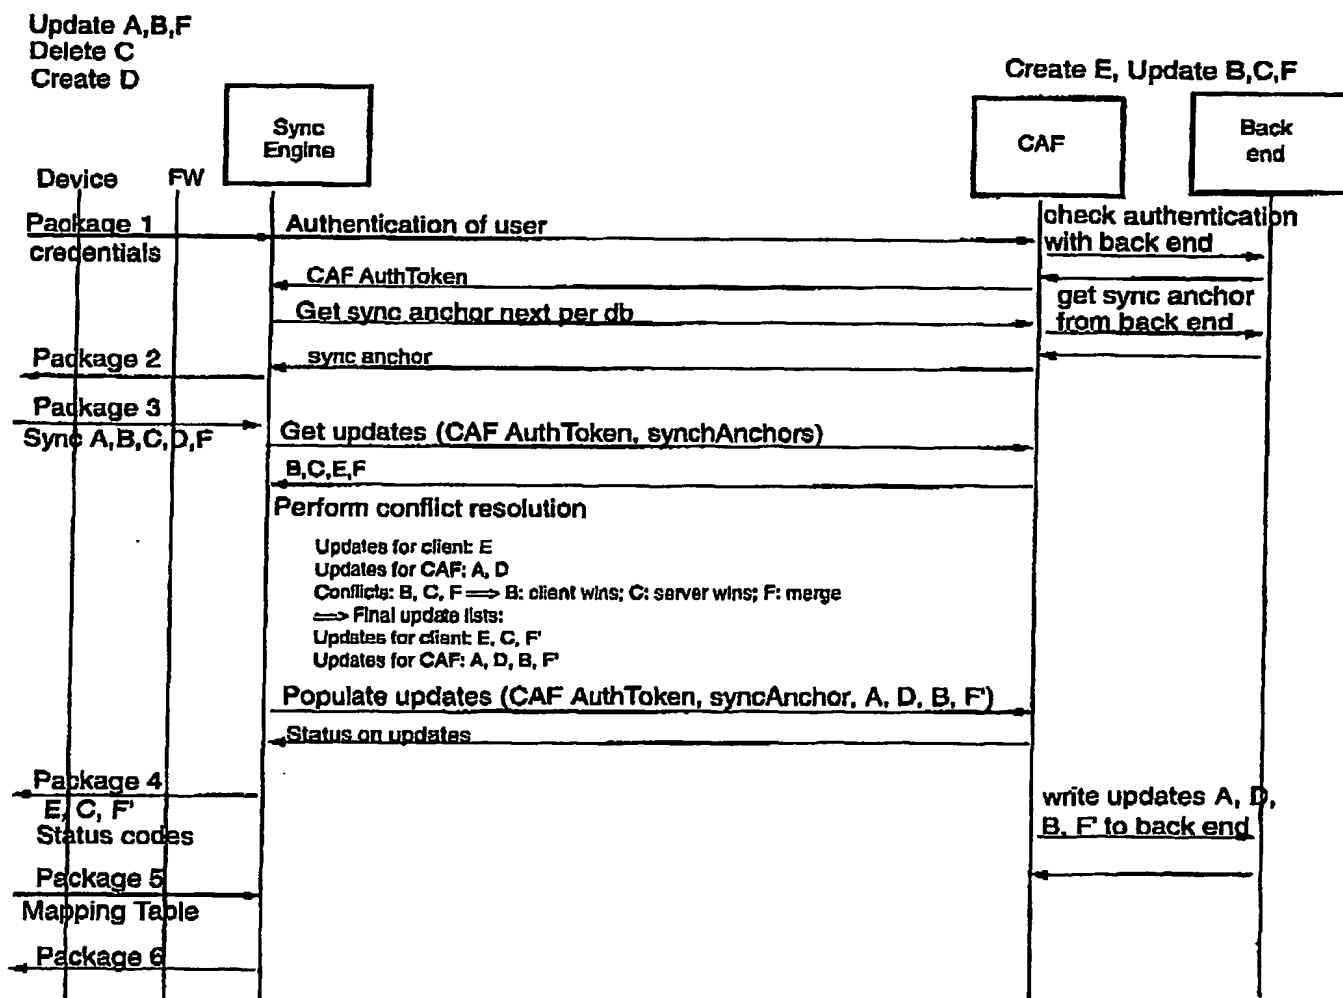 Update A,B,F
Delete C
Create D
Create E, Update B,C,F
Sync
Engine
CAF
Back
end
Device
FW
Package 1
credentials
Authentication of user
check authentication
with back end
CAF AuthToken
get sync anchor
from back end
Get sync anchor next per db
Package 2
sync anchor
Package 3
Sync A,B,C,D,F
Get updates (CAF AuthToken, synchAnchors)
B,C,E,F
Perform conflict resolution
Updates for client: E
Updates for CAF: A, D
Conflicts: B, C, F ⟹ B: client wins; C: server wins; F: merge
⟹ Final update lists:
Updates for client: E, C, F'
Updates for CAF: A, D, B, F'
Populate updates (CAF AuthToken, syncAnchor, A, D, B, F')
Status on updates
Package 4
E, C, F'
Status codes
write updates A, D,
B, F' to back end
Package 5
Mapping Table
Package 6